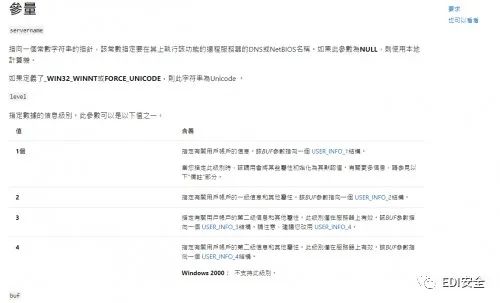 參量
要求
也可以看看
servername
指向一個常數字符串的指針，該常數指定要在其上執行該功能的遠程服務器的DNS或NetBIOS名稱。如果此參數為NULL，則使用本地
計算機。
如果定義了_WIN32_WINNT或FORCE_UNICODE，則此字符串為Unicode 。
level
指定數據的信息級別。此參數可以是以下值之一。
值 含義
1個 指定有關用戶帳戶的信息。該BUF參數指向一個 USER_INFO_1結構。
當您指定此級別時，該調用會將某些屬性初始化為其默認值。有關更多信息，請參見以
下“備註”部分。
2 指定有關用戶帳戶的一級信息和其他屬性。該BUF參數指向一個 USER_INFO_2結構。
3 指定有關用戶帳戶的第二級信息和其他屬性。此級別僅在服務器上有效。該BUF參數指
向一個 USER_INFO_3結構。請注意，建議您改用 USER_INFO_4。
4 指定有關用戶帳戶的第二級信息和其他屬性。此級別僅在服務器上有效。該BUF參數指
向一個 USER_INFO_4結構。
Windows 2000： 不支持此級別。
buf
EDI安全